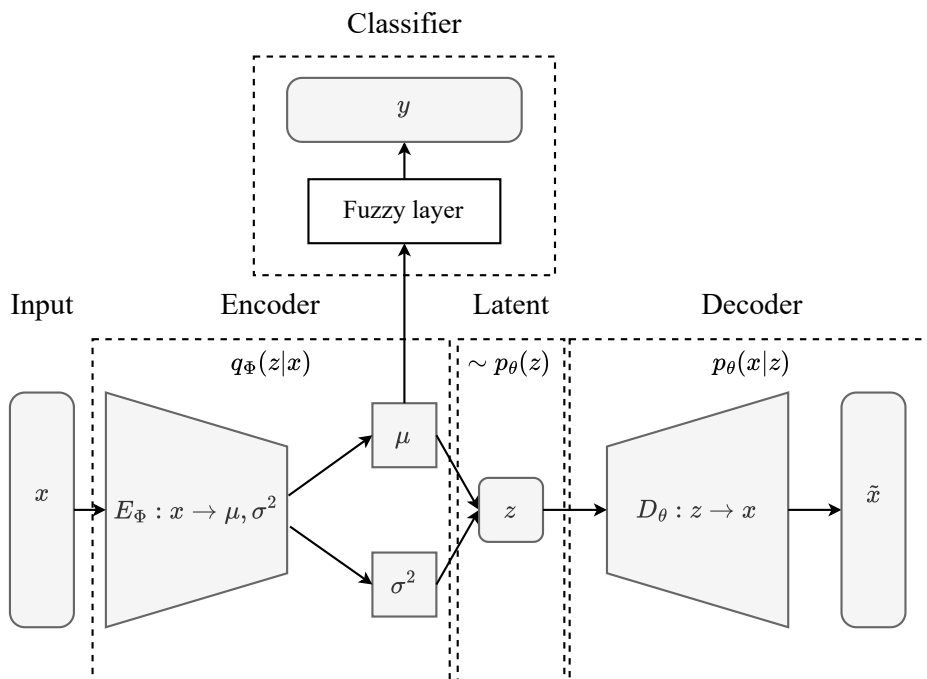 Classifier
y
Fuzzy layer
Input
Encoder
Latent
Decoder
q_Φ(z|x)
∼ p_θ(z)
p_θ(x|z)
x
E_Φ : x → μ, σ²
μ
σ²
z
D_θ : z → x
x̃